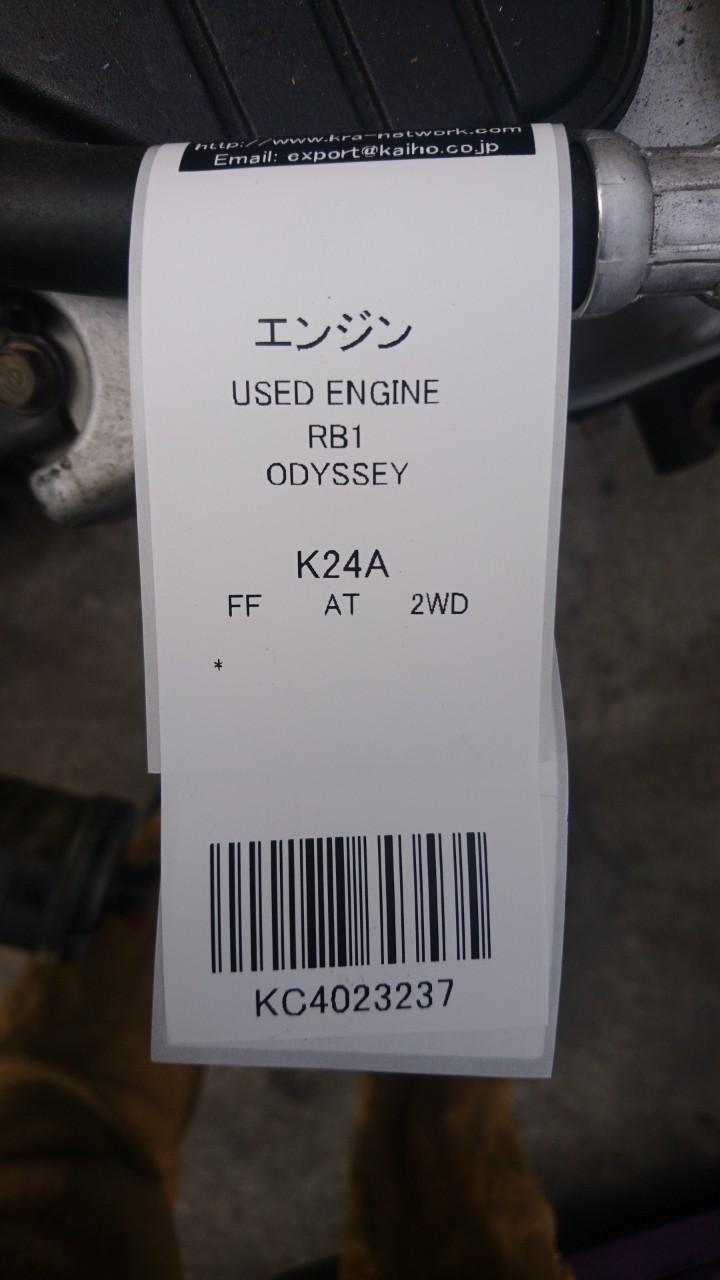 http://www.kra-network.com
Email: export@kaiho.co.jp
エンジン
USED ENGINE
RB1
ODYSSEY
K24A
FF AT 2WD
*
KC4023237